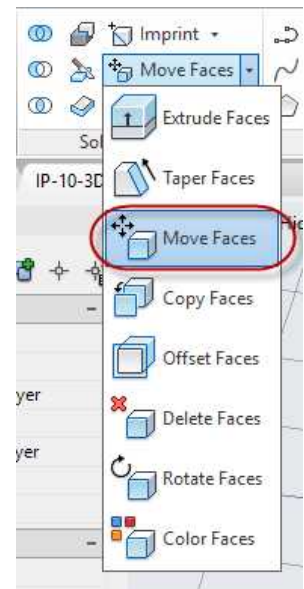 Imprint
Move Faces
Extrude Faces
Sol
IP-10-3D
Taper Faces
Move Faces
Hid
Copy Faces
Offset Faces
yer
Delete Faces
yer
Rotate Faces
Color Faces